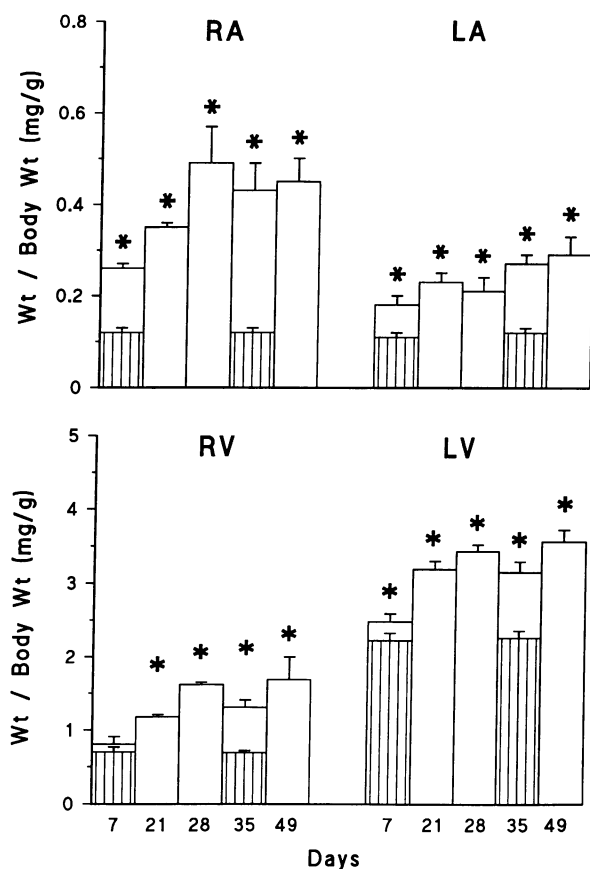 RA LA
Wt / Body Wt (mg/g)
0.8
0.6
0.4
0.2
0
* * * * *
* * * * *
RV LV
Wt / Body Wt (mg/g)
5
4
3
2
1
0
* * * *
* * * * *
7 21 28 35 49 7 21 28 35 49
Days